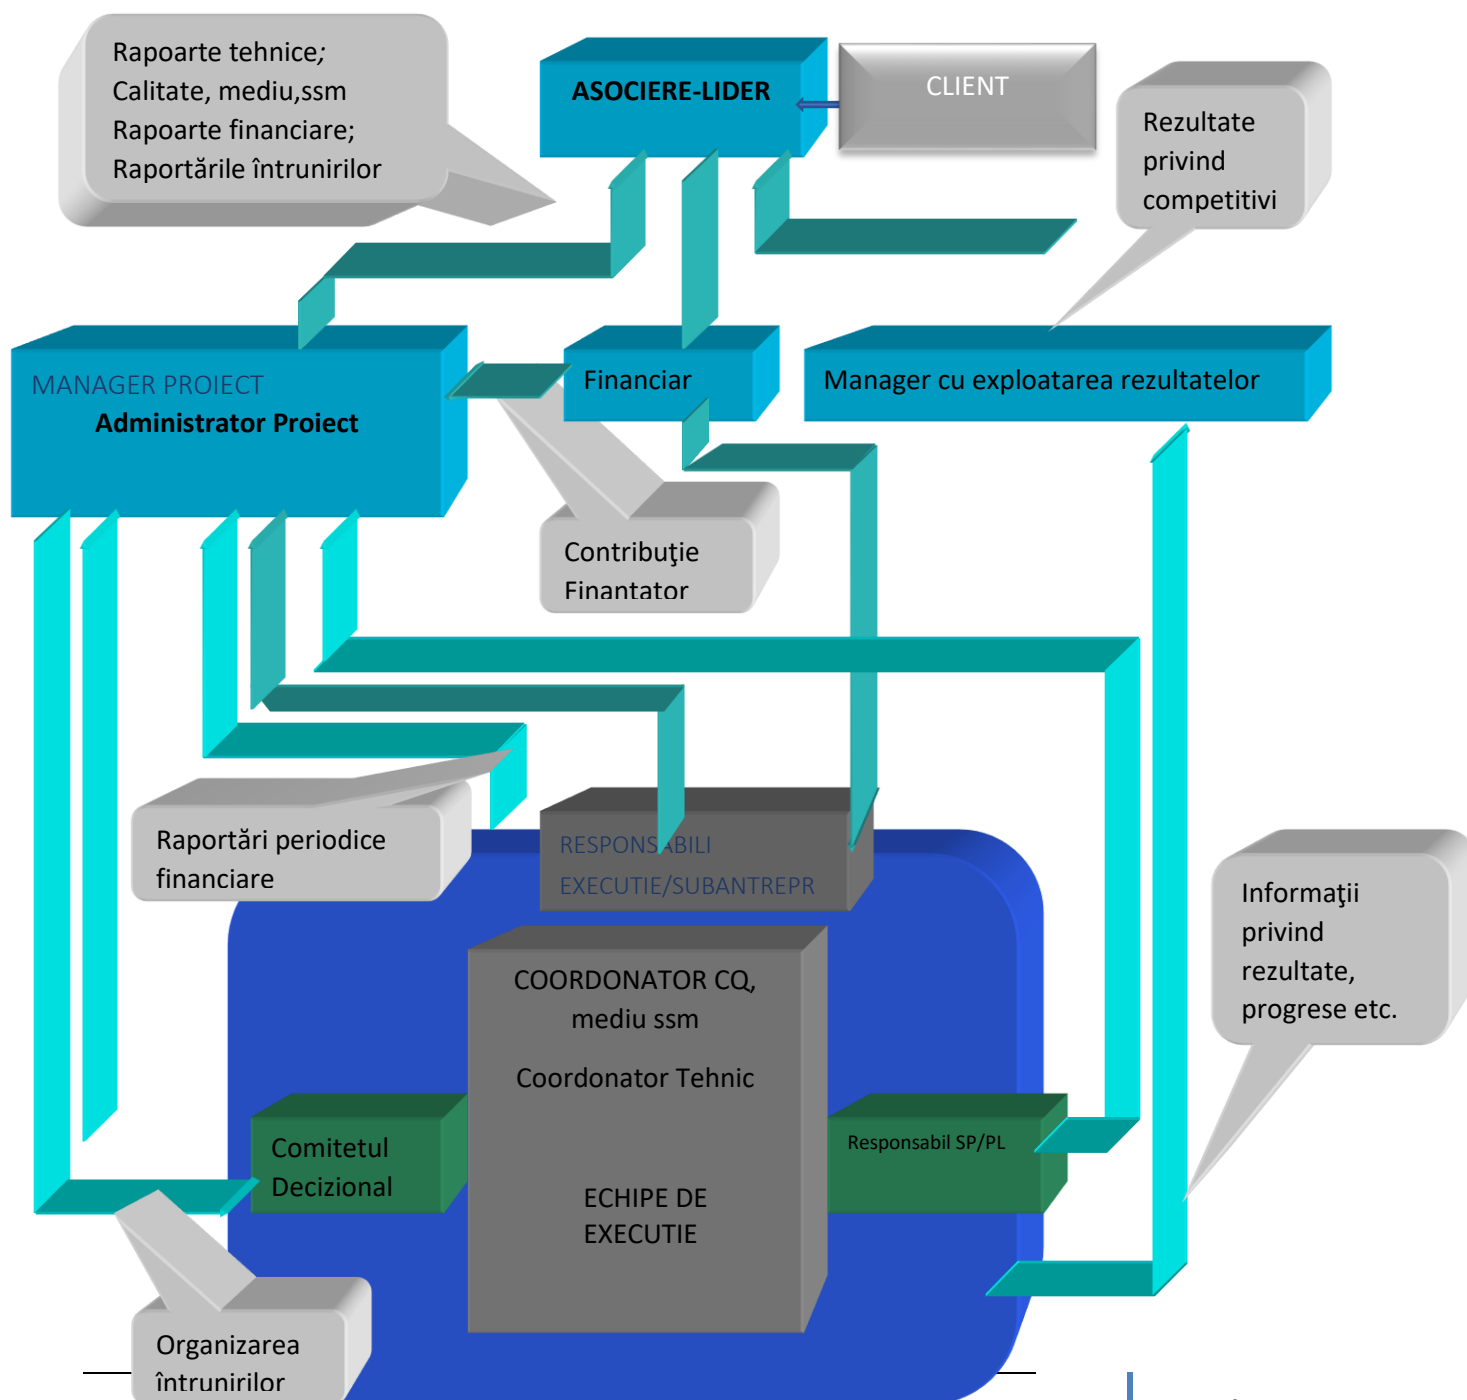 Rapoarte tehnice;
Calitate, mediu,ssm
Rapoarte financiare;
Raportările întrunirilor
ASOCIERE-LIDER
CLIENT
Rezultate
privind
competitivi
MANAGER PROIECT
Administrator Proiect
Financiar
Manager cu exploatarea rezultatelor
Contribuţie
Finantator
Raportări periodice
financiare
RESPONSABILI
EXECUTIE/SUBANTREPR
Informaţii
privind
rezultate,
progrese etc.
COORDONATOR CQ,
mediu ssm
Coordonator Tehnic
ECHIPE DE
EXECUTIE
Comitetul
Decizional
Responsabil SP/PL
Organizarea
întrunirilor